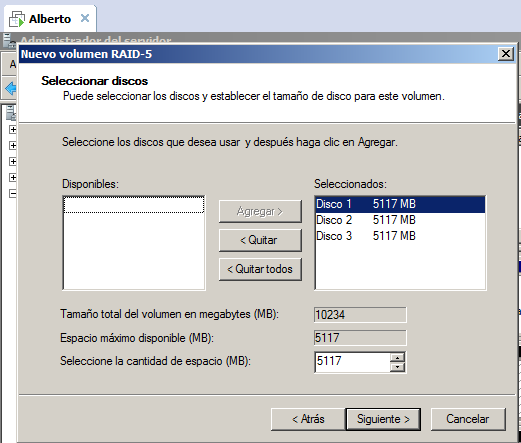 Alberto
Administrador del servidor
A
Nuevo volumen RAID-5
Seleccionar discos
Puede seleccionar los discos y establecer el tamaño de disco para este volumen.
Seleccione los discos que desea usar y después haga clic en Agregar.
Disponibles:
Seleccionados:
Agregar >
< Quitar
< Quitar todos
Disco 1 5117 MB
Disco 2 5117 MB
Disco 3 5117 MB
Tamaño total del volumen en megabytes (MB): 10234
Espacio máximo disponible (MB): 5117
Seleccione la cantidad de espacio (MB): 5117
< Atrás
Siguiente >
Cancelar